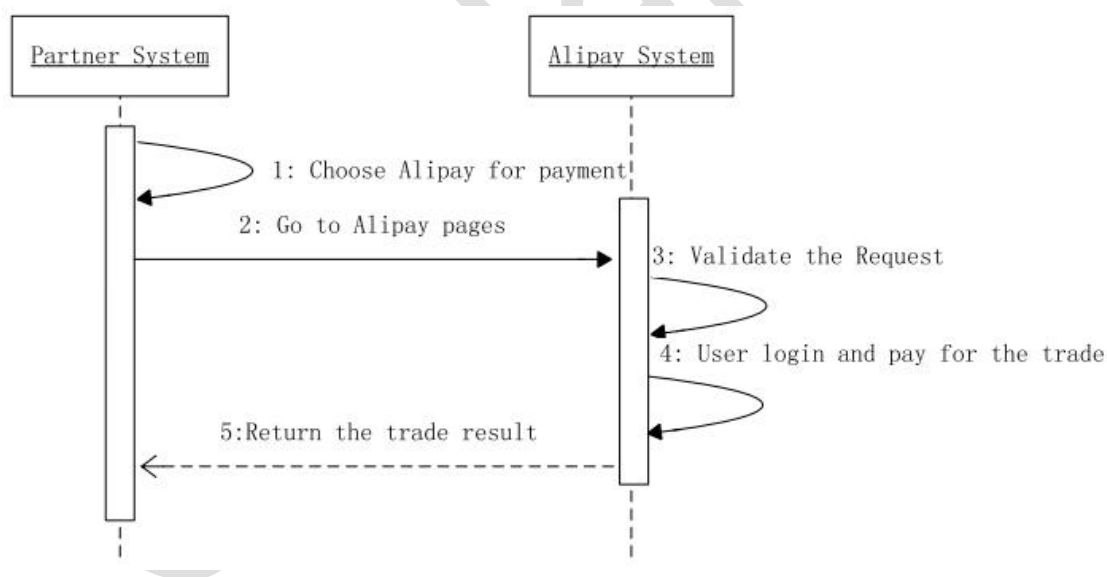 Partner System
Alipay System
1: Choose Alipay for payment
2: Go to Alipay pages
3: Validate the Request
4: User login and pay for the trade
5:Return the trade result